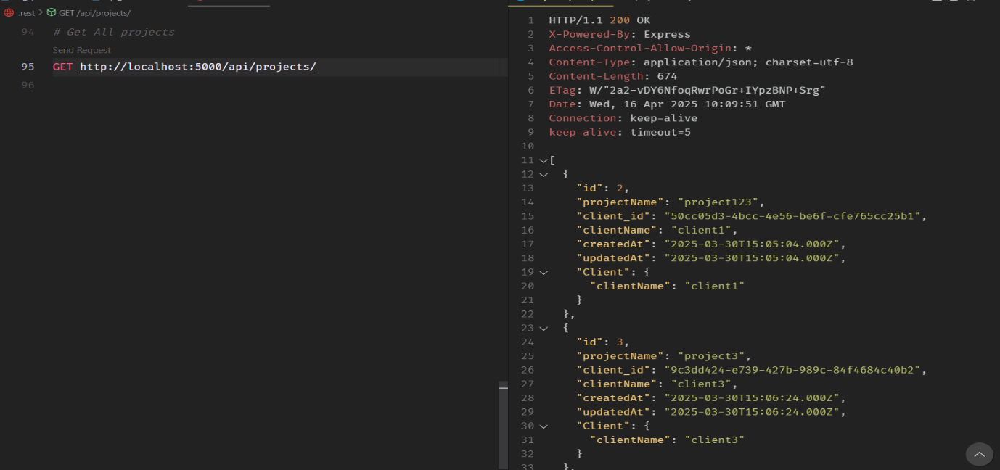 .rest > GET /api/projects/
94 # Get All projects
Send Request
95 GET http://localhost:5000/api/projects/
96
1 HTTP/1.1 200 OK
2 X-Powered-By: Express
3 Access-Control-Allow-Origin: *
4 Content-Type: application/json; charset=utf-8
5 Content-Length: 674
6 ETag: W/"2a2-vDY6NfoqRwrPoGr+IYpzBNP+Srg"
7 Date: Wed, 16 Apr 2025 10:09:51 GMT
8 Connection: keep-alive
9 keep-alive: timeout=5
10
11 [
12 {
13 "id": 2,
14 "projectName": "project123",
15 "client_id": "50cc05d3-4bcc-4e56-be6f-cfe765cc25b1",
16 "clientName": "client1",
17 "createdAt": "2025-03-30T15:05:04.000Z",
18 "updatedAt": "2025-03-30T15:05:04.000Z",
19 "Client": {
20 "clientName": "client1"
21 }
22 },
23 {
24 "id": 3,
25 "projectName": "project3",
26 "client_id": "9c3dd424-e739-427b-989c-84f4684c40b2",
27 "clientName": "client3",
28 "createdAt": "2025-03-30T15:06:24.000Z",
29 "updatedAt": "2025-03-30T15:06:24.000Z",
30 "Client": {
31 "clientName": "client3"
32 }
33 },